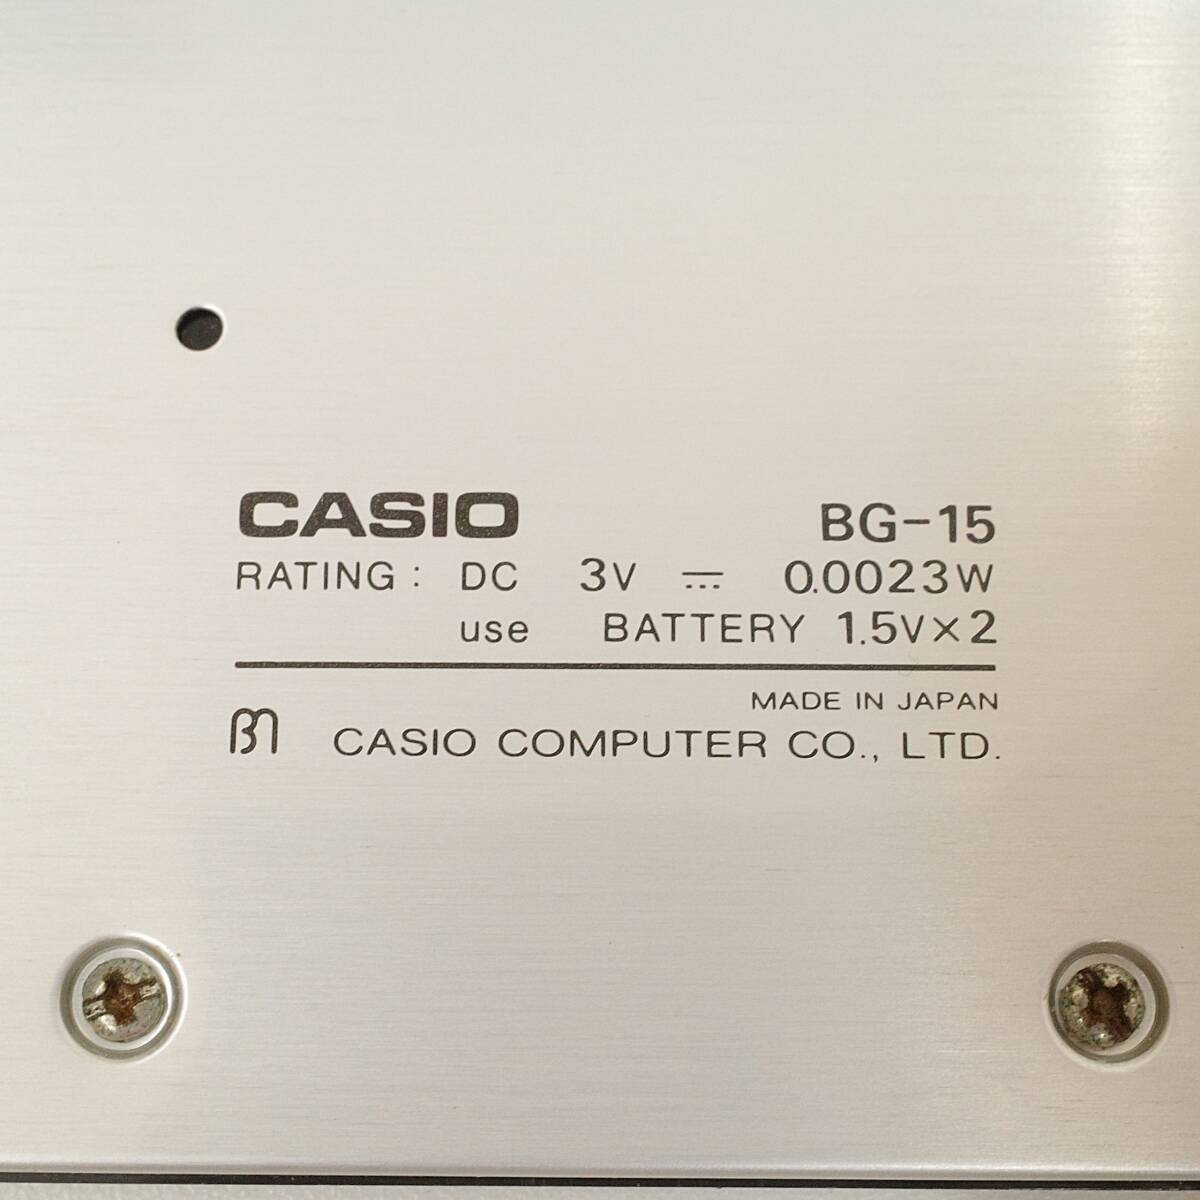 CASIO BG-15
RATING : DC 3V ⎓ 0.0023W
use BATTERY 1.5V×2
MADE IN JAPAN
CASIO COMPUTER CO., LTD.